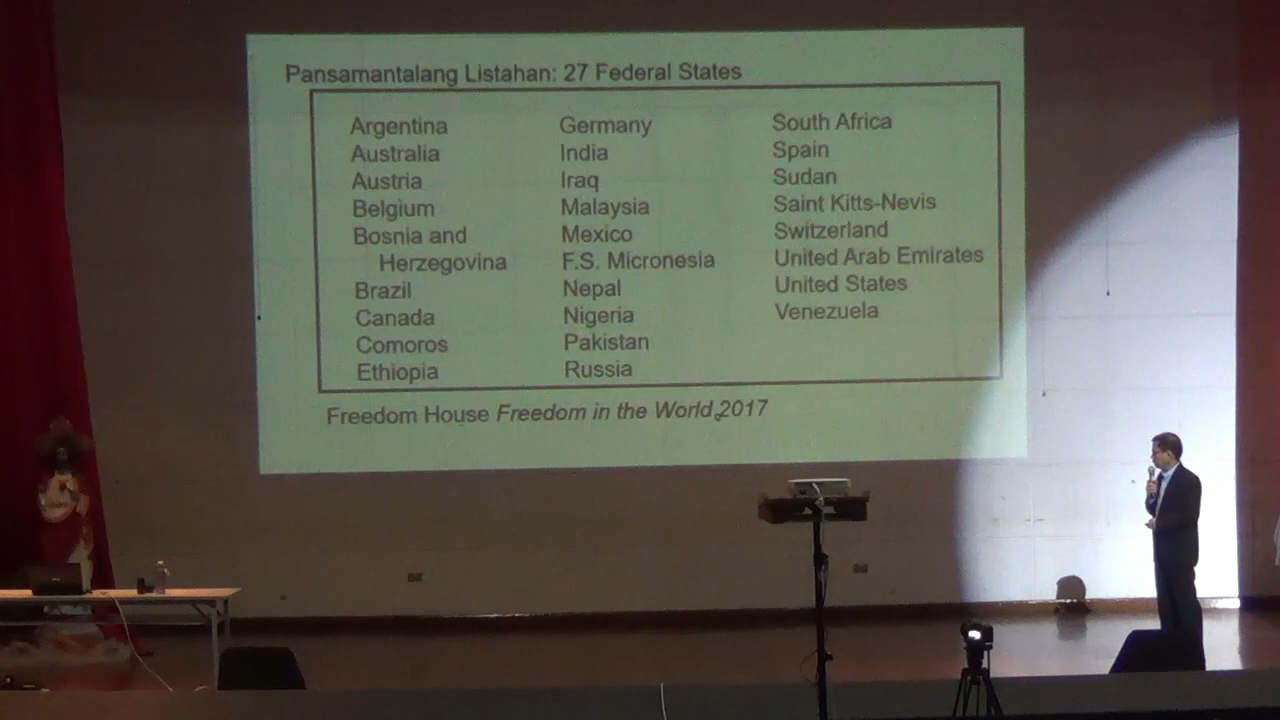 Pansamantalang Listahan: 27 Federal States
Argentina
Australia
Austria
Belgium
Bosnia and
Herzegovina
Brazil
Canada
Comoros
Ethiopia
Germany
India
Iraq
Malaysia
Mexico
F.S. Micronesia
Nepal
Nigeria
Pakistan
Russia
South Africa
Spain
Sudan
Saint Kitts-Nevis
Switzerland
United Arab Emirates
United States
Venezuela
Freedom House Freedom in the World, 2017